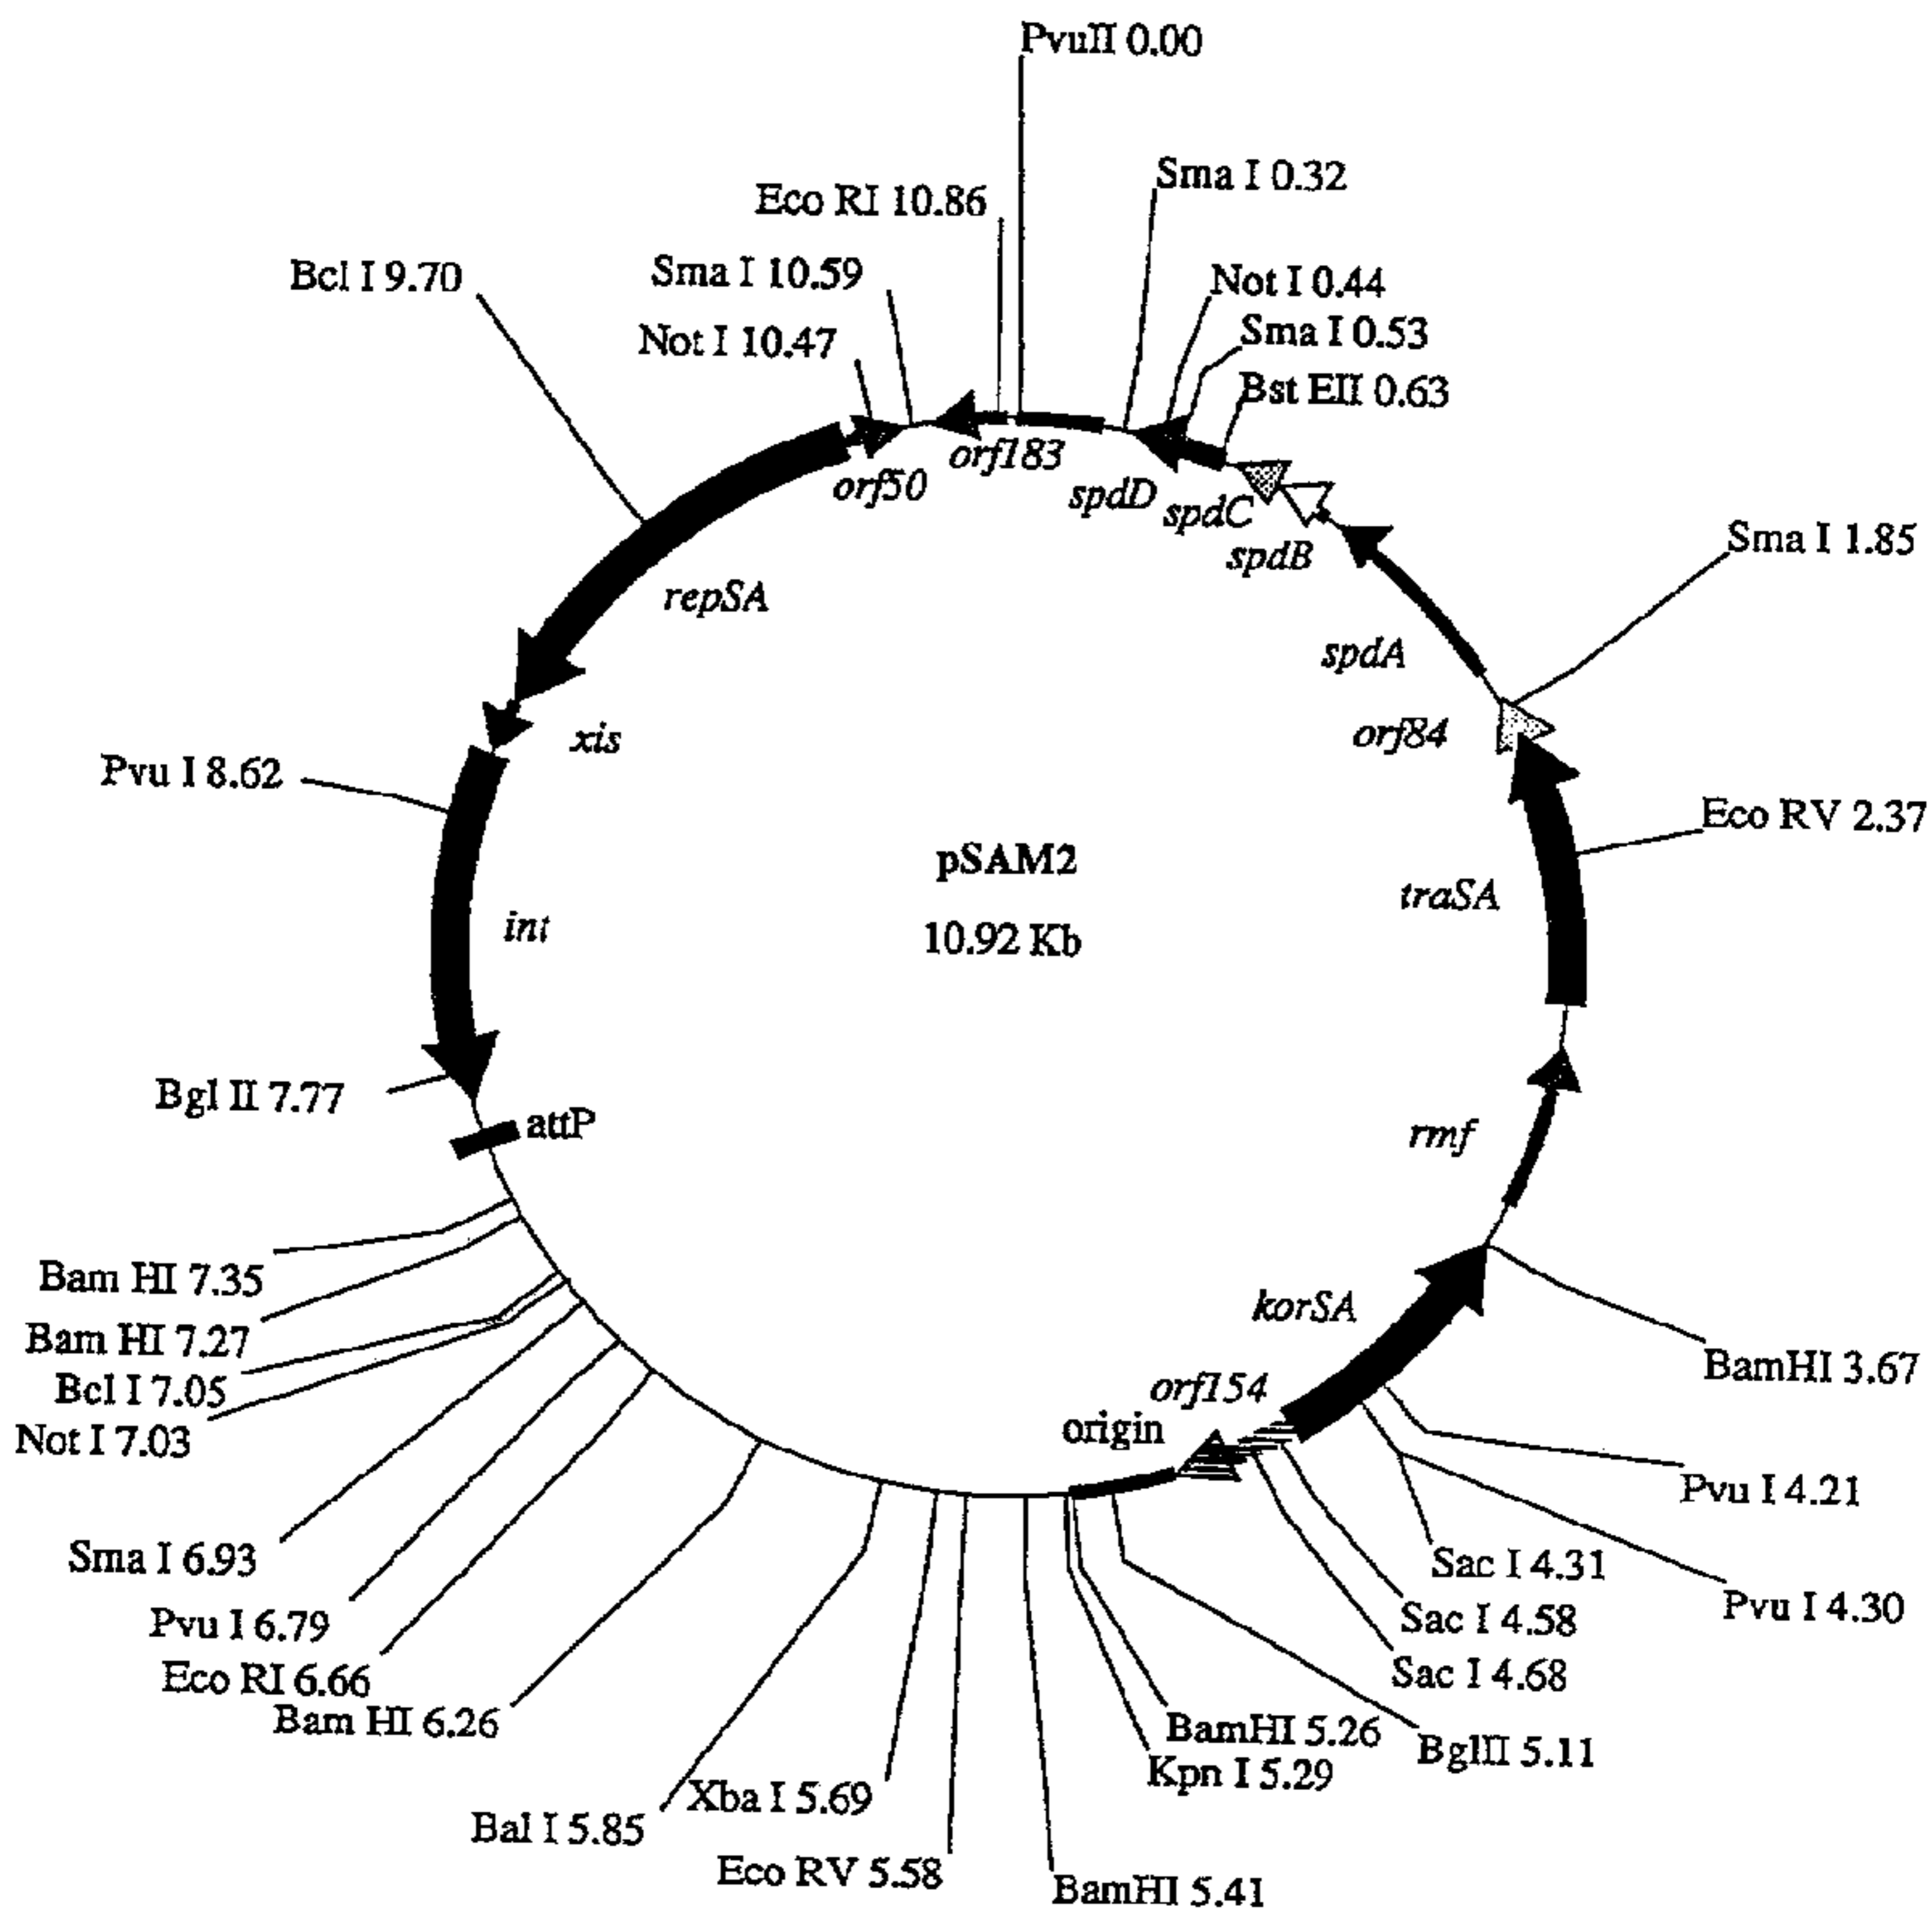 PvuII 0.00
Sma I 0.32
Eco RI 10.86
Sma I 10.59
Not I 10.47
Bcl I 9.70
Not I 0.44
Sma I 0.53
Bst EII 0.63
orf183
orf50
spdD
spdC
spdB
Sma I 1.85
repSA
spdA
xis
orf84
Pvu I 8.62
Eco RV 2.37
pSAM2
10.92 Kb
traSA
int
Bgl II 7.77
attP
rmf
Bam HI 7.35
Bam HI 7.27
Bcl I 7.05
Not I 7.03
korSA
BamHI 3.67
orf154
origin
Pvu I 4.21
Sma I 6.93
Sac I 4.31
Pvu I 4.30
Pvu I 6.79
Sac I 4.58
Eco RI 6.66
Sac I 4.68
Bam HI 6.26
BamHI 5.26
BglII 5.11
Kpn I 5.29
Xba I 5.69
Bal I 5.85
Eco RV 5.58
BamHI 5.41